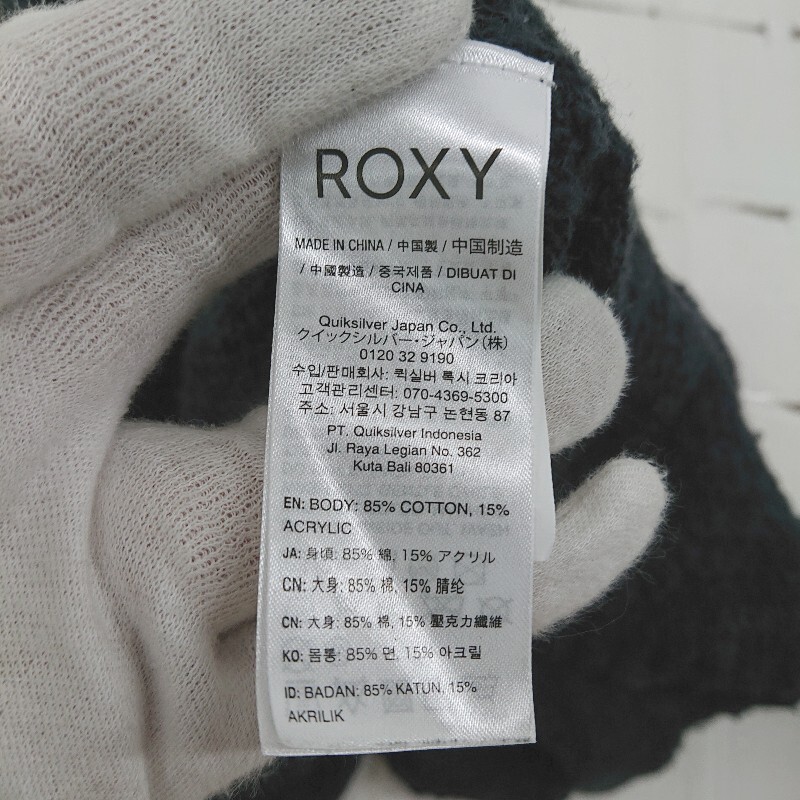 ROXY
MADE IN CHINA / 中国製 / 中国制造
/ 中國製造 / 중국제품 / DIBUAT DI
CINA
Quiksilver Japan Co., Ltd.
クイックシルバー・ジャパン(株)
0120 32 9190
수입/판매회사: 퀵실버 록시 코리아
고객관리센터: 070-4369-5300
주소: 서울시 강남구 논현동 87
PT. Quiksilver Indonesia
Jl. Raya Legian No. 362
Kuta Bali 80361
EN: BODY: 85% COTTON, 15%
ACRYLIC
JA: 身頃: 85% 綿, 15% アクリル
CN: 大身: 85% 棉, 15% 腈纶
CN: 大身: 85% 棉, 15% 壓克力纖維
KO: 몸통: 85% 면, 15% 아크릴
ID: BADAN: 85% KATUN, 15%
AKRILIK